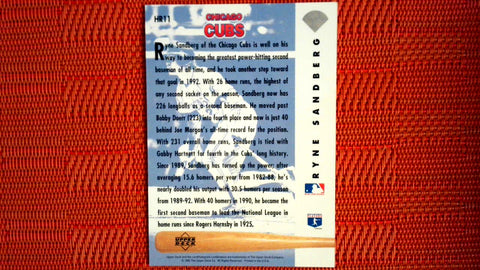 HR11
CHICAGO
CUBS
Ryne Sandberg of the Chicago Cubs is well on his
way to becoming the greatest power-hitting second
baseman of all time, and he took another step toward
that goal in 1992. With 26 home runs, the highest of
any second sacker on the season, Sandberg now has
226 longballs as a second baseman. He moved past
Bobby Doerr (223) into fourth place and now is just 40
behind Joe Morgan's all-time record for the position.
With 231 overall home runs, Sandberg is tied with
Gabby Hartnett for fourth in the Cubs' long history.
Since 1989, Sandberg has turned up the power: after
averaging 15.6 homers per year from 1982-88, he's
nearly doubled his output with 30.5 homers per season
from 1989-92. With 40 homers in 1990, he became the
first second baseman to lead the National League in
home runs since Rogers Hornsby in 1925.
RYNE SANDBERG
UPPER DECK